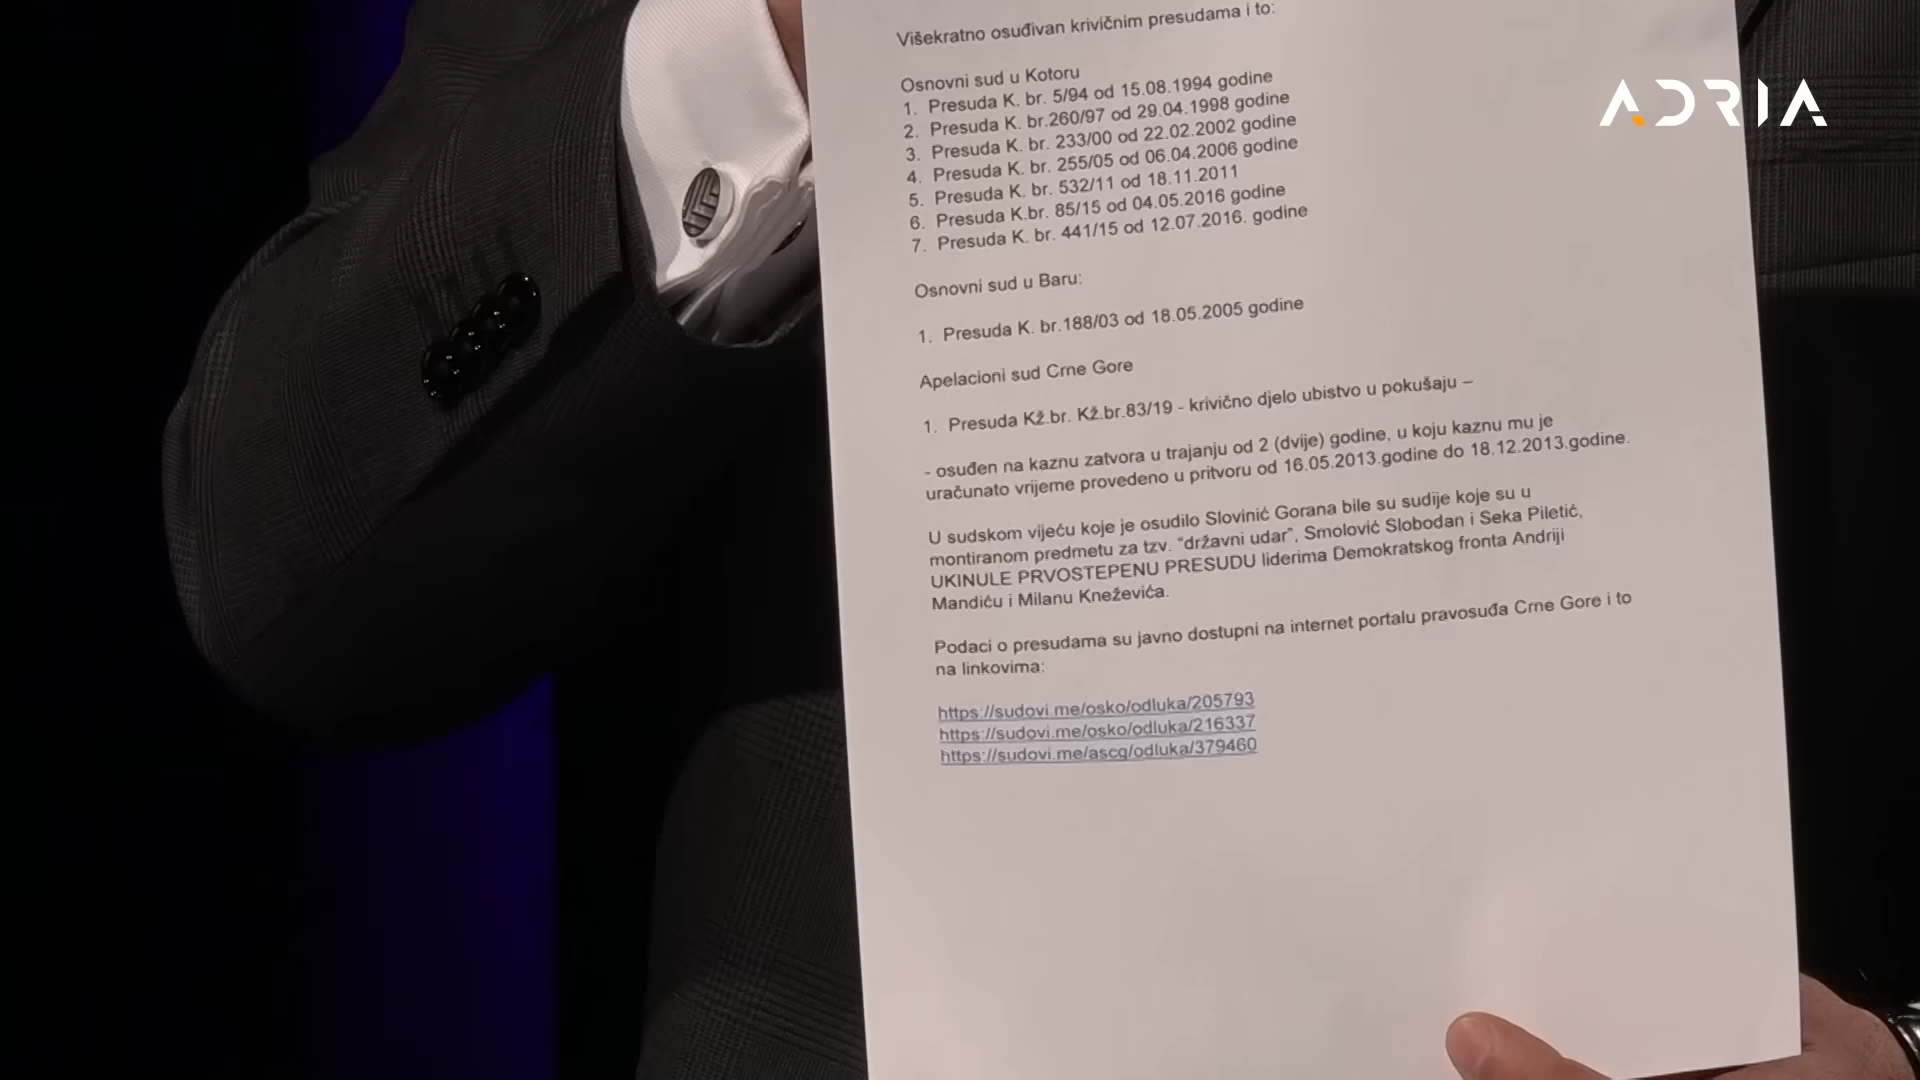 Višekratno osuđivan krivičnim presudama i to:
Osnovni sud u Kotoru
1. Presuda K. br. 5/94 od 15.08.1994 godine
2. Presuda K. br.260/97 od 29.04.1998 godine
3. Presuda K. br. 233/00 od 22.02.2002 godine
4. Presuda K. br. 255/05 od 06.04.2006 godine
5. Presuda K. br. 532/11 od 18.11.2011
6. Presuda K.br. 85/15 od 04.05.2016 godine
7. Presuda K. br. 441/15 od 12.07.2016. godine
Osnovni sud u Baru:
1. Presuda K. br.188/03 od 18.05.2005 godine
Apelacioni sud Crne Gore
1. Presuda Kž.br. Kž.br.83/19 - krivično djelo ubistvo u pokušaju –
- osuđen na kaznu zatvora u trajanju od 2 (dvije) godine, u koju kaznu mu je
uračunato vrijeme provedeno u pritvoru od 16.05.2013.godine do 18.12.2013.godine.
U sudskom vijeću koje je osudilo Slovinić Gorana bile su sudije koje su u
montiranom predmetu za tzv. “državni udar”, Smolović Slobodan i Seka Piletić,
UKINULE PRVOSTEPENU PRESUDU liderima Demokratskog fronta Andriji
Mandiću i Milanu Kneževića.
Podaci o presudama su javno dostupni na internet portalu pravosuđa Crne Gore i to
na linkovima:
https://sudovi.me/osko/odluka/205793
https://sudovi.me/osko/odluka/216337
https://sudovi.me/ascg/odluka/379460
ADRIA